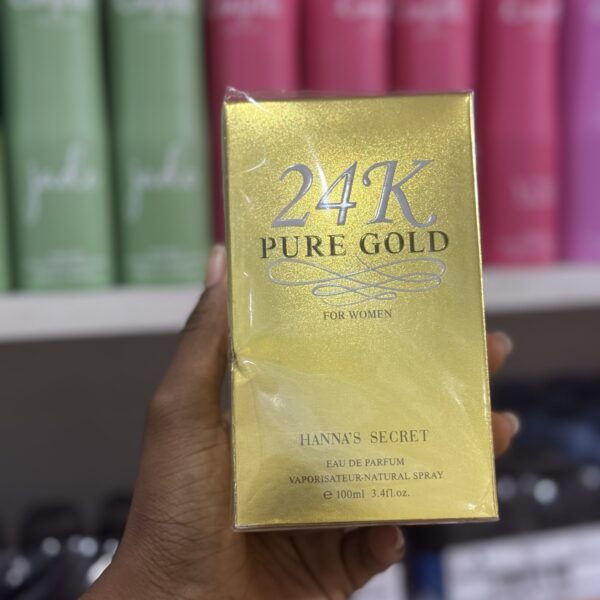 24K
PURE GOLD
FOR WOMEN
HANNA'S SECRET
EAU DE PARFUM
VAPORISATEUR·NATURAL SPRAY
℮ 100ml 3.4fl.oz.